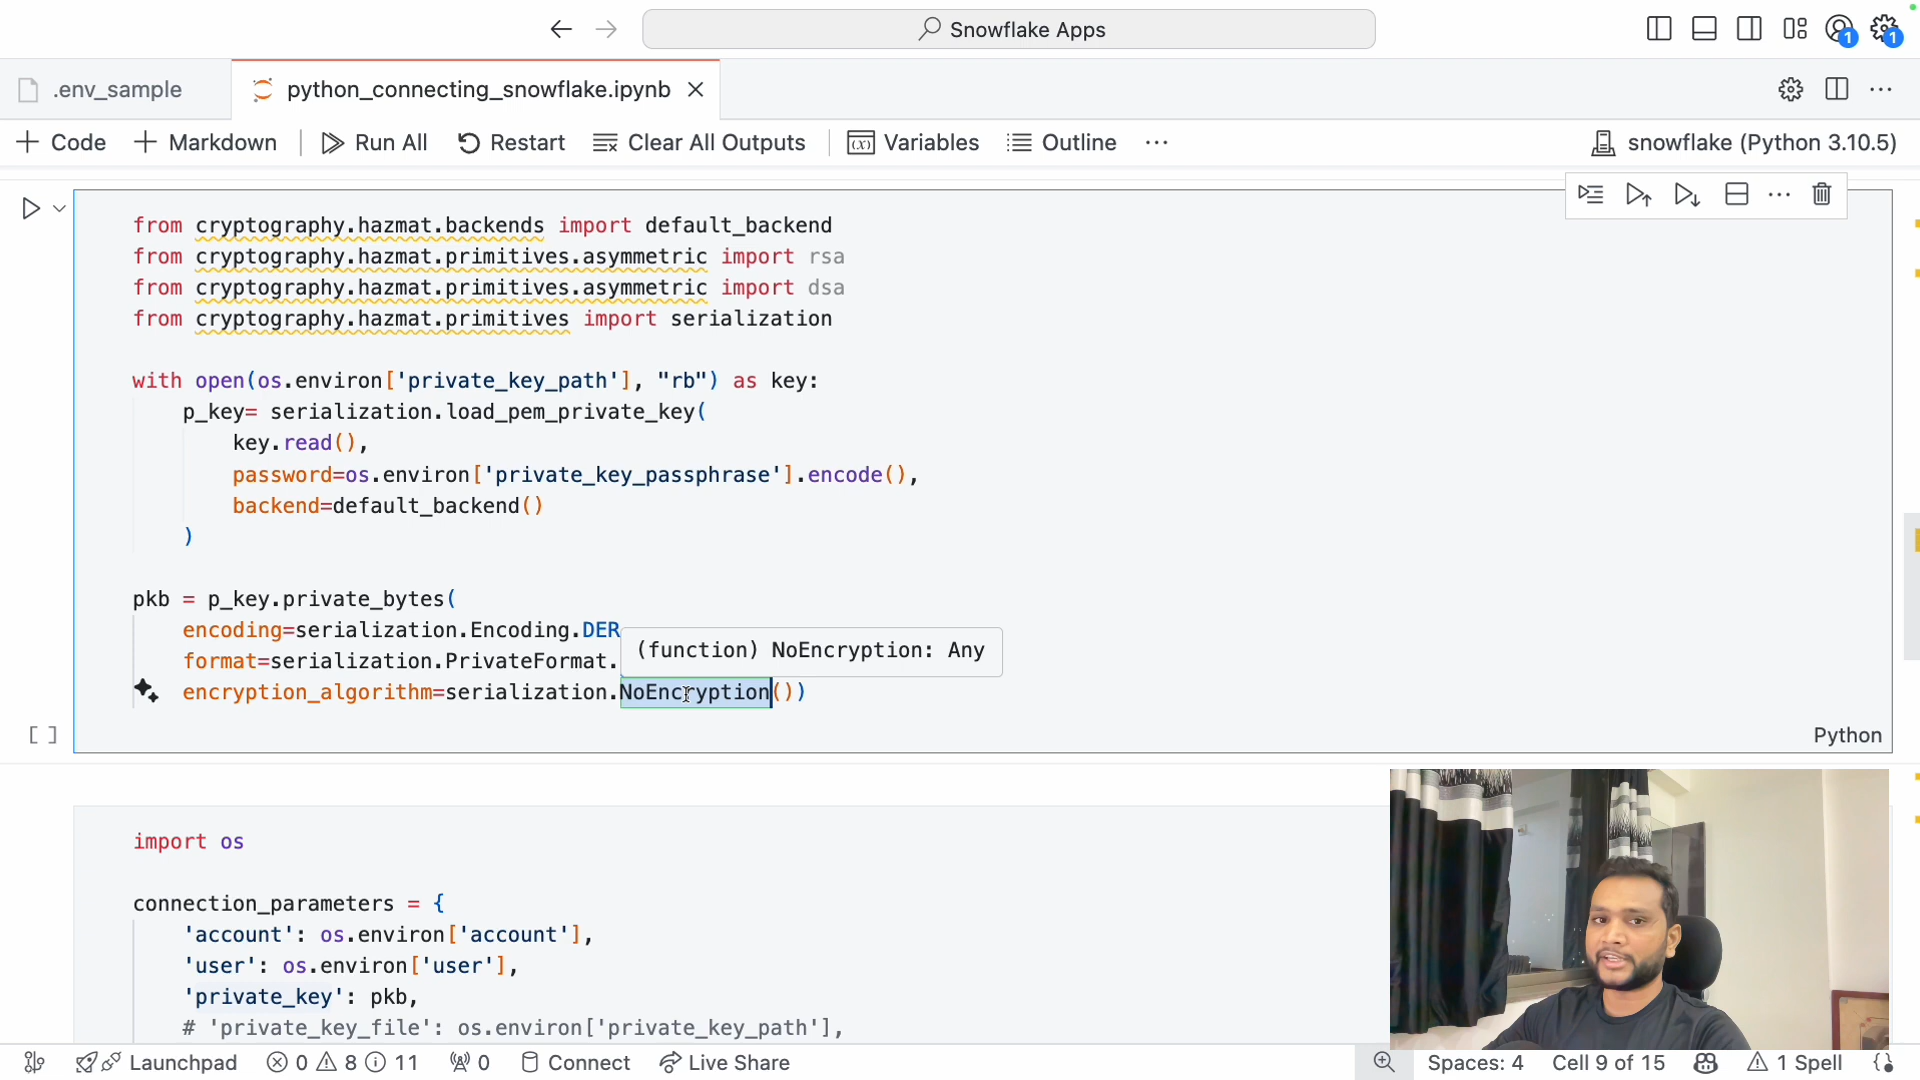 Snowflake Apps
1
1
.env_sample
python_connecting_snowflake.ipynb
Code
Markdown
Run All
Restart
Clear All Outputs
Variables
Outline
snowflake (Python 3.10.5)
from cryptography.hazmat.backends import default_backend
from cryptography.hazmat.primitives.asymmetric import rsa
from cryptography.hazmat.primitives.asymmetric import dsa
from cryptography.hazmat.primitives import serialization
with open(os.environ['private_key_path'], "rb") as key:
p_key= serialization.load_pem_private_key(
key.read(),
password=os.environ['private_key_passphrase'].encode(),
backend=default_backend()
)
pkb = p_key.private_bytes(
encoding=serialization.Encoding.DER
(function) NoEncryption: Any
format=serialization.PrivateFormat.
encryption_algorithm=serialization.NoEncryption())
[ ]
Python
import os
connection_parameters = {
'account': os.environ['account'],
'user': os.environ['user'],
'private_key': pkb,
# 'private_key_file': os.environ['private_key_path'],
Launchpad
0
8
11
0
Connect
Live Share
Spaces: 4
Cell 9 of 15
1 Spell